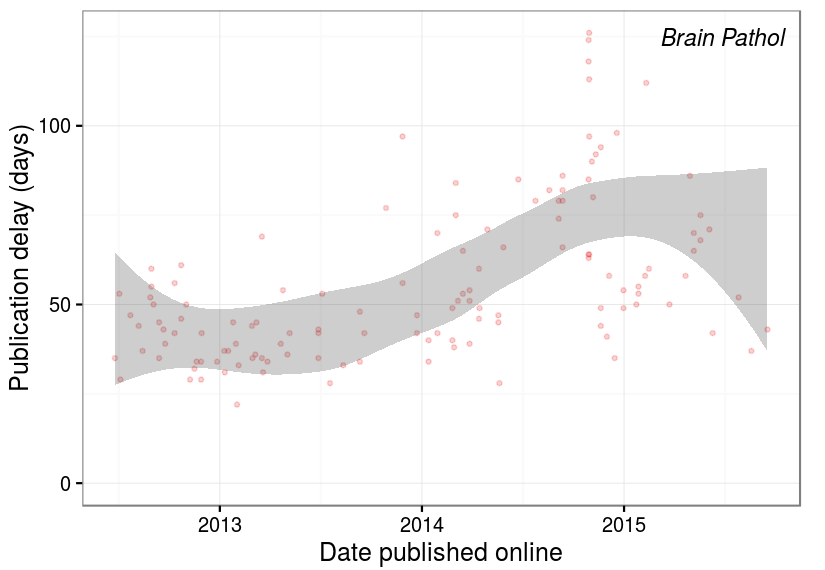 Brain Pathol
Publication delay (days)
100
50
0
2013 2014 2015
Date published online